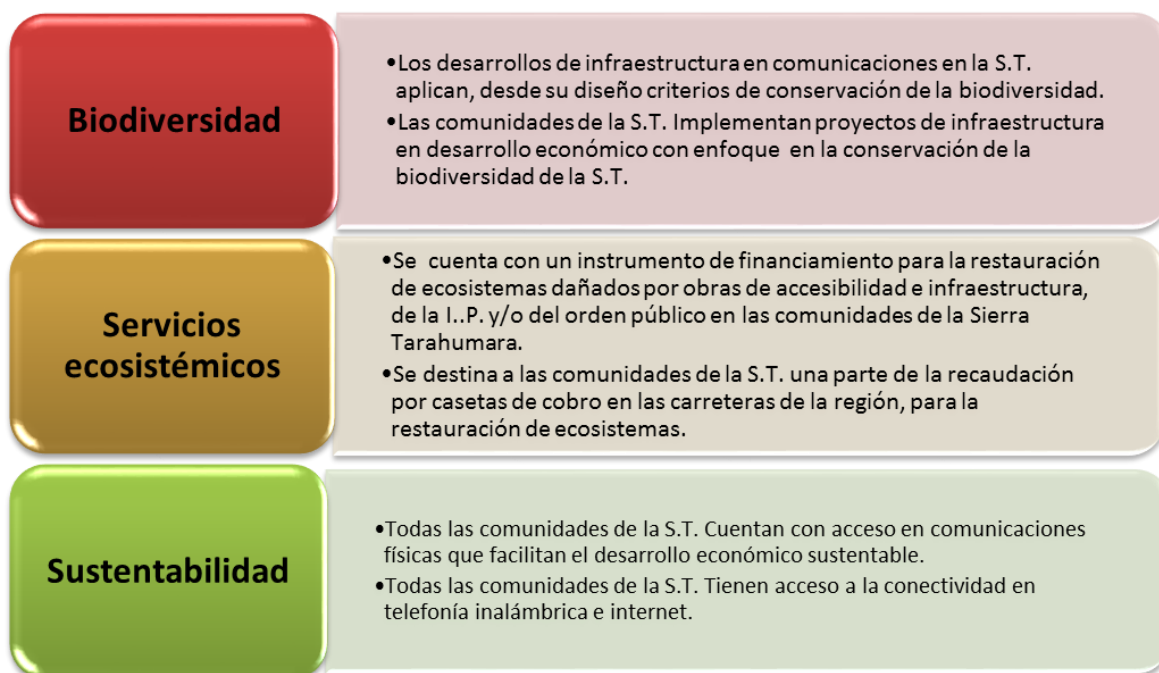 Biodiversidad
•Los desarrollos de infraestructura en comunicaciones en la S.T.
aplican, desde su diseño criterios de conservación de la biodiversidad.
•Las comunidades de la S.T. Implementan proyectos de infraestructura
en desarrollo económico con enfoque en la conservación de la
biodiversidad de la S.T.
Servicios
ecosistémicos
•Se cuenta con un instrumento de financiamiento para la restauración
de ecosistemas dañados por obras de accesibilidad e infraestructura,
de la I..P. y/o del orden público en las comunidades de la Sierra
Tarahumara.
•Se destina a las comunidades de la S.T. una parte de la recaudación
por casetas de cobro en las carreteras de la región, para la
restauración de ecosistemas.
Sustentabilidad
•Todas las comunidades de la S.T. Cuentan con acceso en comunicaciones
físicas que facilitan el desarrollo económico sustentable.
•Todas las comunidades de la S.T. Tienen acceso a la conectividad en
telefonía inalámbrica e internet.